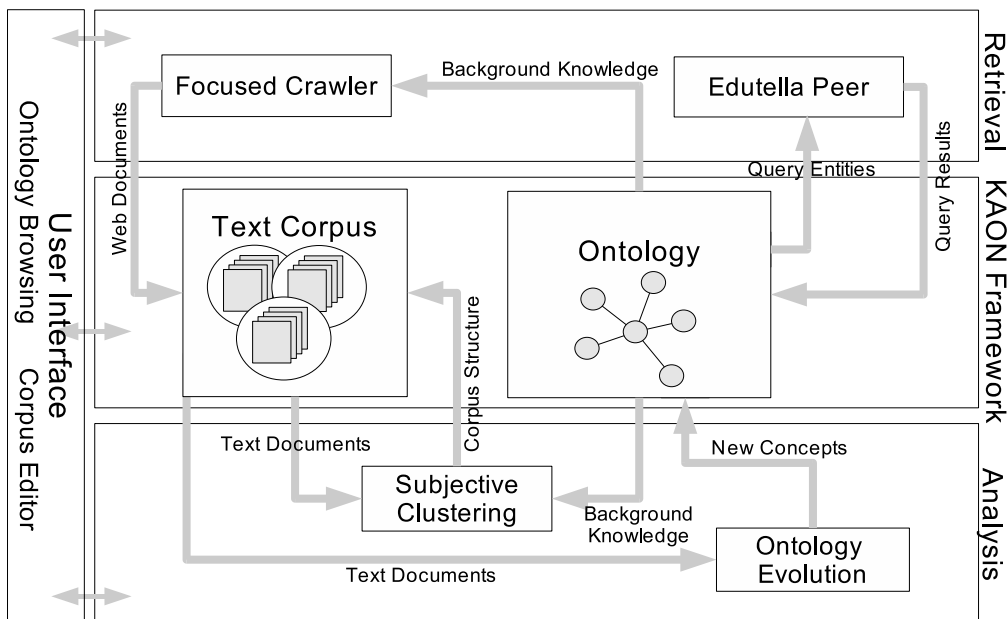 User Interface
Ontology Browsing
Corpus Editor
Retrieval
Focused Crawler
Background Knowledge
Edutella Peer
Web Documents
Query Entities
Query Results
KAON Framework
Text Corpus
Ontology
Corpus Structure
Analysis
Text Documents
New Concepts
Subjective
Clustering
Background
Knowledge
Text Documents
Ontology
Evolution